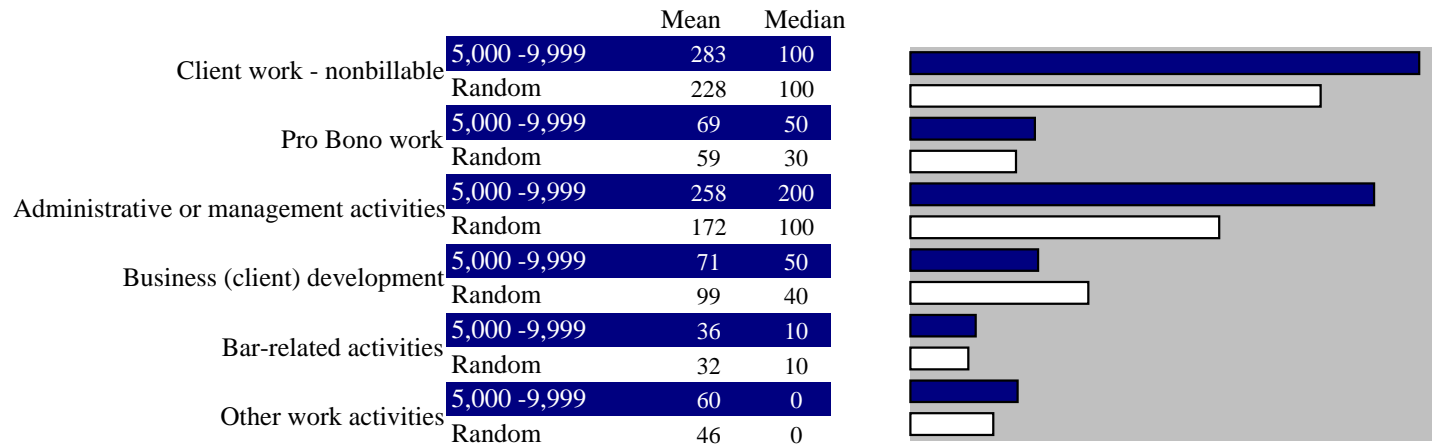 Mean Median
Client work - nonbillable
5,000 -9,999 283 100
Random 228 100
Pro Bono work
5,000 -9,999 69 50
Random 59 30
Administrative or management activities
5,000 -9,999 258 200
Random 172 100
Business (client) development
5,000 -9,999 71 50
Random 99 40
Bar-related activities
5,000 -9,999 36 10
Random 32 10
Other work activities
5,000 -9,999 60 0
Random 46 0